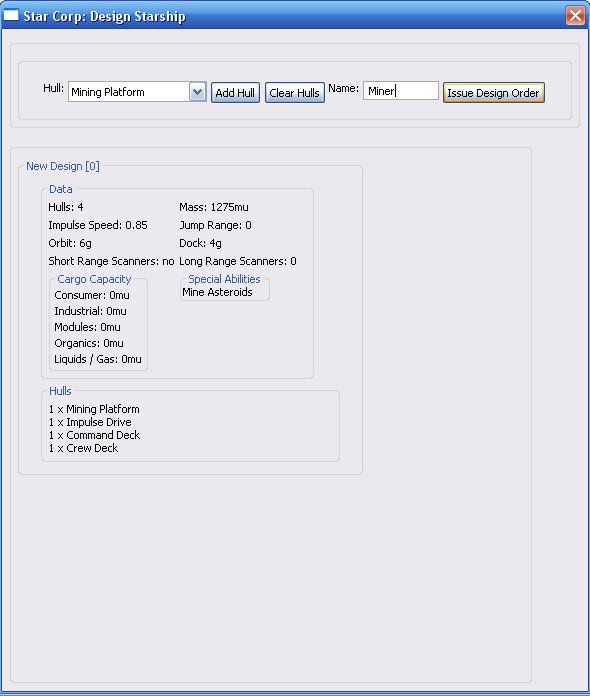 Star Corp: Design Starship
Hull: Mining Platform Add Hull Clear Hulls Name: Miner Issue Design Order
New Design [0]
Data
Hulls: 4 Mass: 1275mu
Impulse Speed: 0.85 Jump Range: 0
Orbit: 6g Dock: 4g
Short Range Scanners: no Long Range Scanners: 0
Cargo Capacity Special Abilities
Consumer: 0mu Mine Asteroids
Industrial: 0mu
Modules: 0mu
Organics: 0mu
Liquids / Gas: 0mu
Hulls
1 x Mining Platform
1 x Impulse Drive
1 x Command Deck
1 x Crew Deck